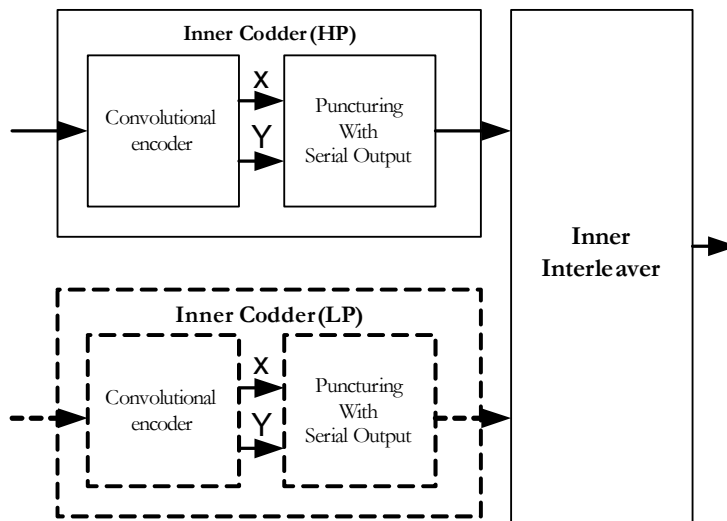 Inner Codder(HP)
Convolutional
encoder
X
Y
Puncturing
With
Serial Output
Inner
Interleaver
Inner Codder(LP)
Convolutional
encoder
X
Y
Puncturing
With
Serial Output